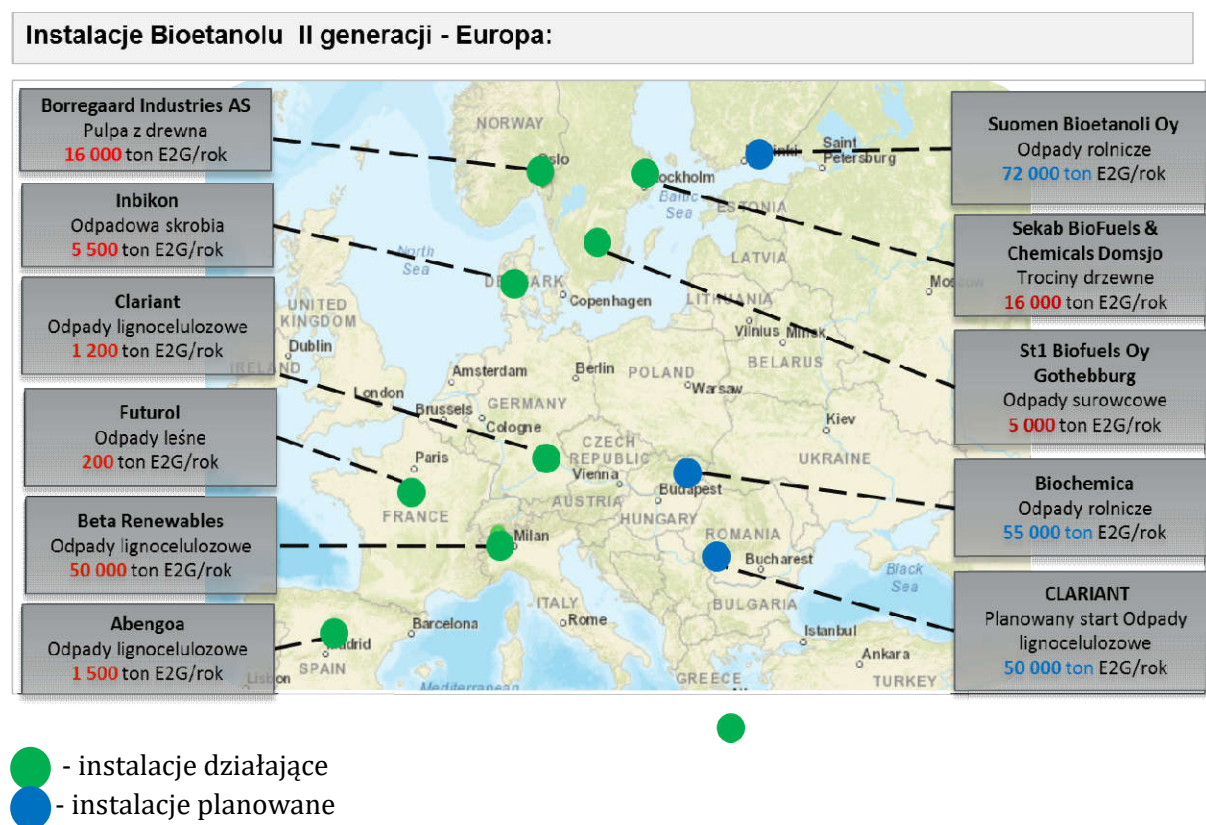 Instalacje Bioetanolu II generacji - Europa:
Borregaard Industries AS
Pulpa z drewna
16 000 ton E2G/rok
Inbikon
Odpadowa skrobia
5 500 ton E2G/rok
Clariant
Odpady lignocelulozowe
1 200 ton E2G/rok
Futurol
Odpady leśne
200 ton E2G/rok
Beta Renewables
Odpady lignocelulozowe
50 000 ton E2G/rok
Abengoa
Odpady lignocelulozowe
1 500 ton E2G/rok
NORWAY
Oslo
Saint
Petersburg
Baltic
Sea
ESTONIA
North
Sea
LATVIA
DENMARK
Copenhagen
LITHUANIA
Moscow
UNITED
KINGDOM
Vilnius
Minsk
Dublin
IRELAND
BELARUS
Amsterdam
Berlin
POLAND
Warsaw
London
Brussels
GERMANY
Cologne
Kiev
CZECH
REPUBLIC
Paris
Vienna
UKRAINE
Budapest
AUSTRIA
FRANCE
HUNGARY
Milan
ROMANIA
Bucharest
Black
Sea
ITALY
BULGARIA
Barcelona
Rome
Istanbul
Madrid
Ankara
SPAIN
GREECE
TURKEY
Lisbon
Mediterranean
Suomen Bioetanoli Oy
Odpady rolnicze
72 000 ton E2G/rok
Sekab BioFuels &
Chemicals Domsjo
Trociny drzewne
16 000 ton E2G/rok
St1 Biofuels Oy
Gothebburg
Odpady surowcowe
5 000 ton E2G/rok
Biochemica
Odpady rolnicze
55 000 ton E2G/rok
CLARIANT
Planowany start Odpady
lignocelulozowe
50 000 ton E2G/rok
- instalacje działające
- instalacje planowane